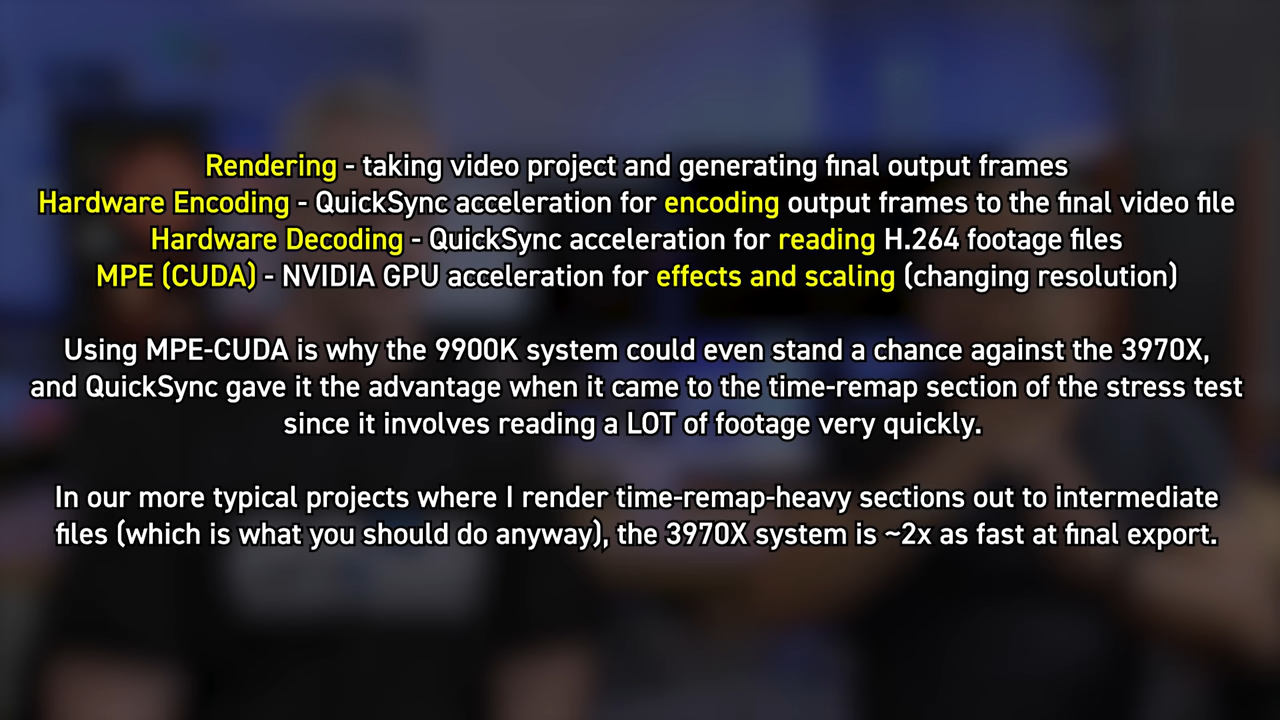 Rendering - taking video project and generating final output frames
Hardware Encoding - QuickSync acceleration for encoding output frames to the final video file
Hardware Decoding - QuickSync acceleration for reading H.264 footage files
MPE (CUDA) - NVIDIA GPU acceleration for effects and scaling (changing resolution)
Using MPE-CUDA is why the 9900K system could even stand a chance against the 3970X,
and QuickSync gave it the advantage when it came to the time-remap section of the stress test
since it involves reading a LOT of footage very quickly.
In our more typical projects where I render time-remap-heavy sections out to intermediate
files (which is what you should do anyway), the 3970X system is ~2x as fast at final export.